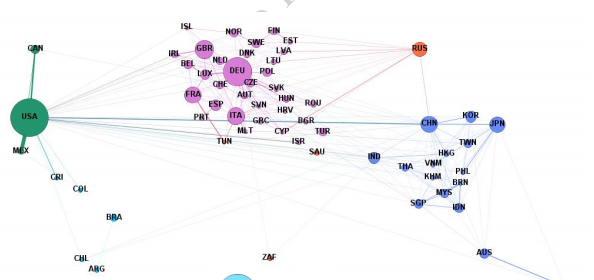 ISL
NOR
FIN
SWE
EST
CAN
IRL
GBR
DNK
LVA
RUS
BEL
NLD
LTU
LUX
DEU
POL
CHE
CZE
SVK
FRA
AUT
HUN
ESP
SVN
HRV
ROU
USA
PRT
ITA
GRC
BGR
CHN
KOR
JPN
MLT
CYP
TUR
TUN
ISR
TWN
MEX
SAU
IND
HKG
THA
VNM
PHL
CRI
KHM
BRN
COL
MYS
SGP
IDN
BRA
AUS
CHL
ZAF
ARG